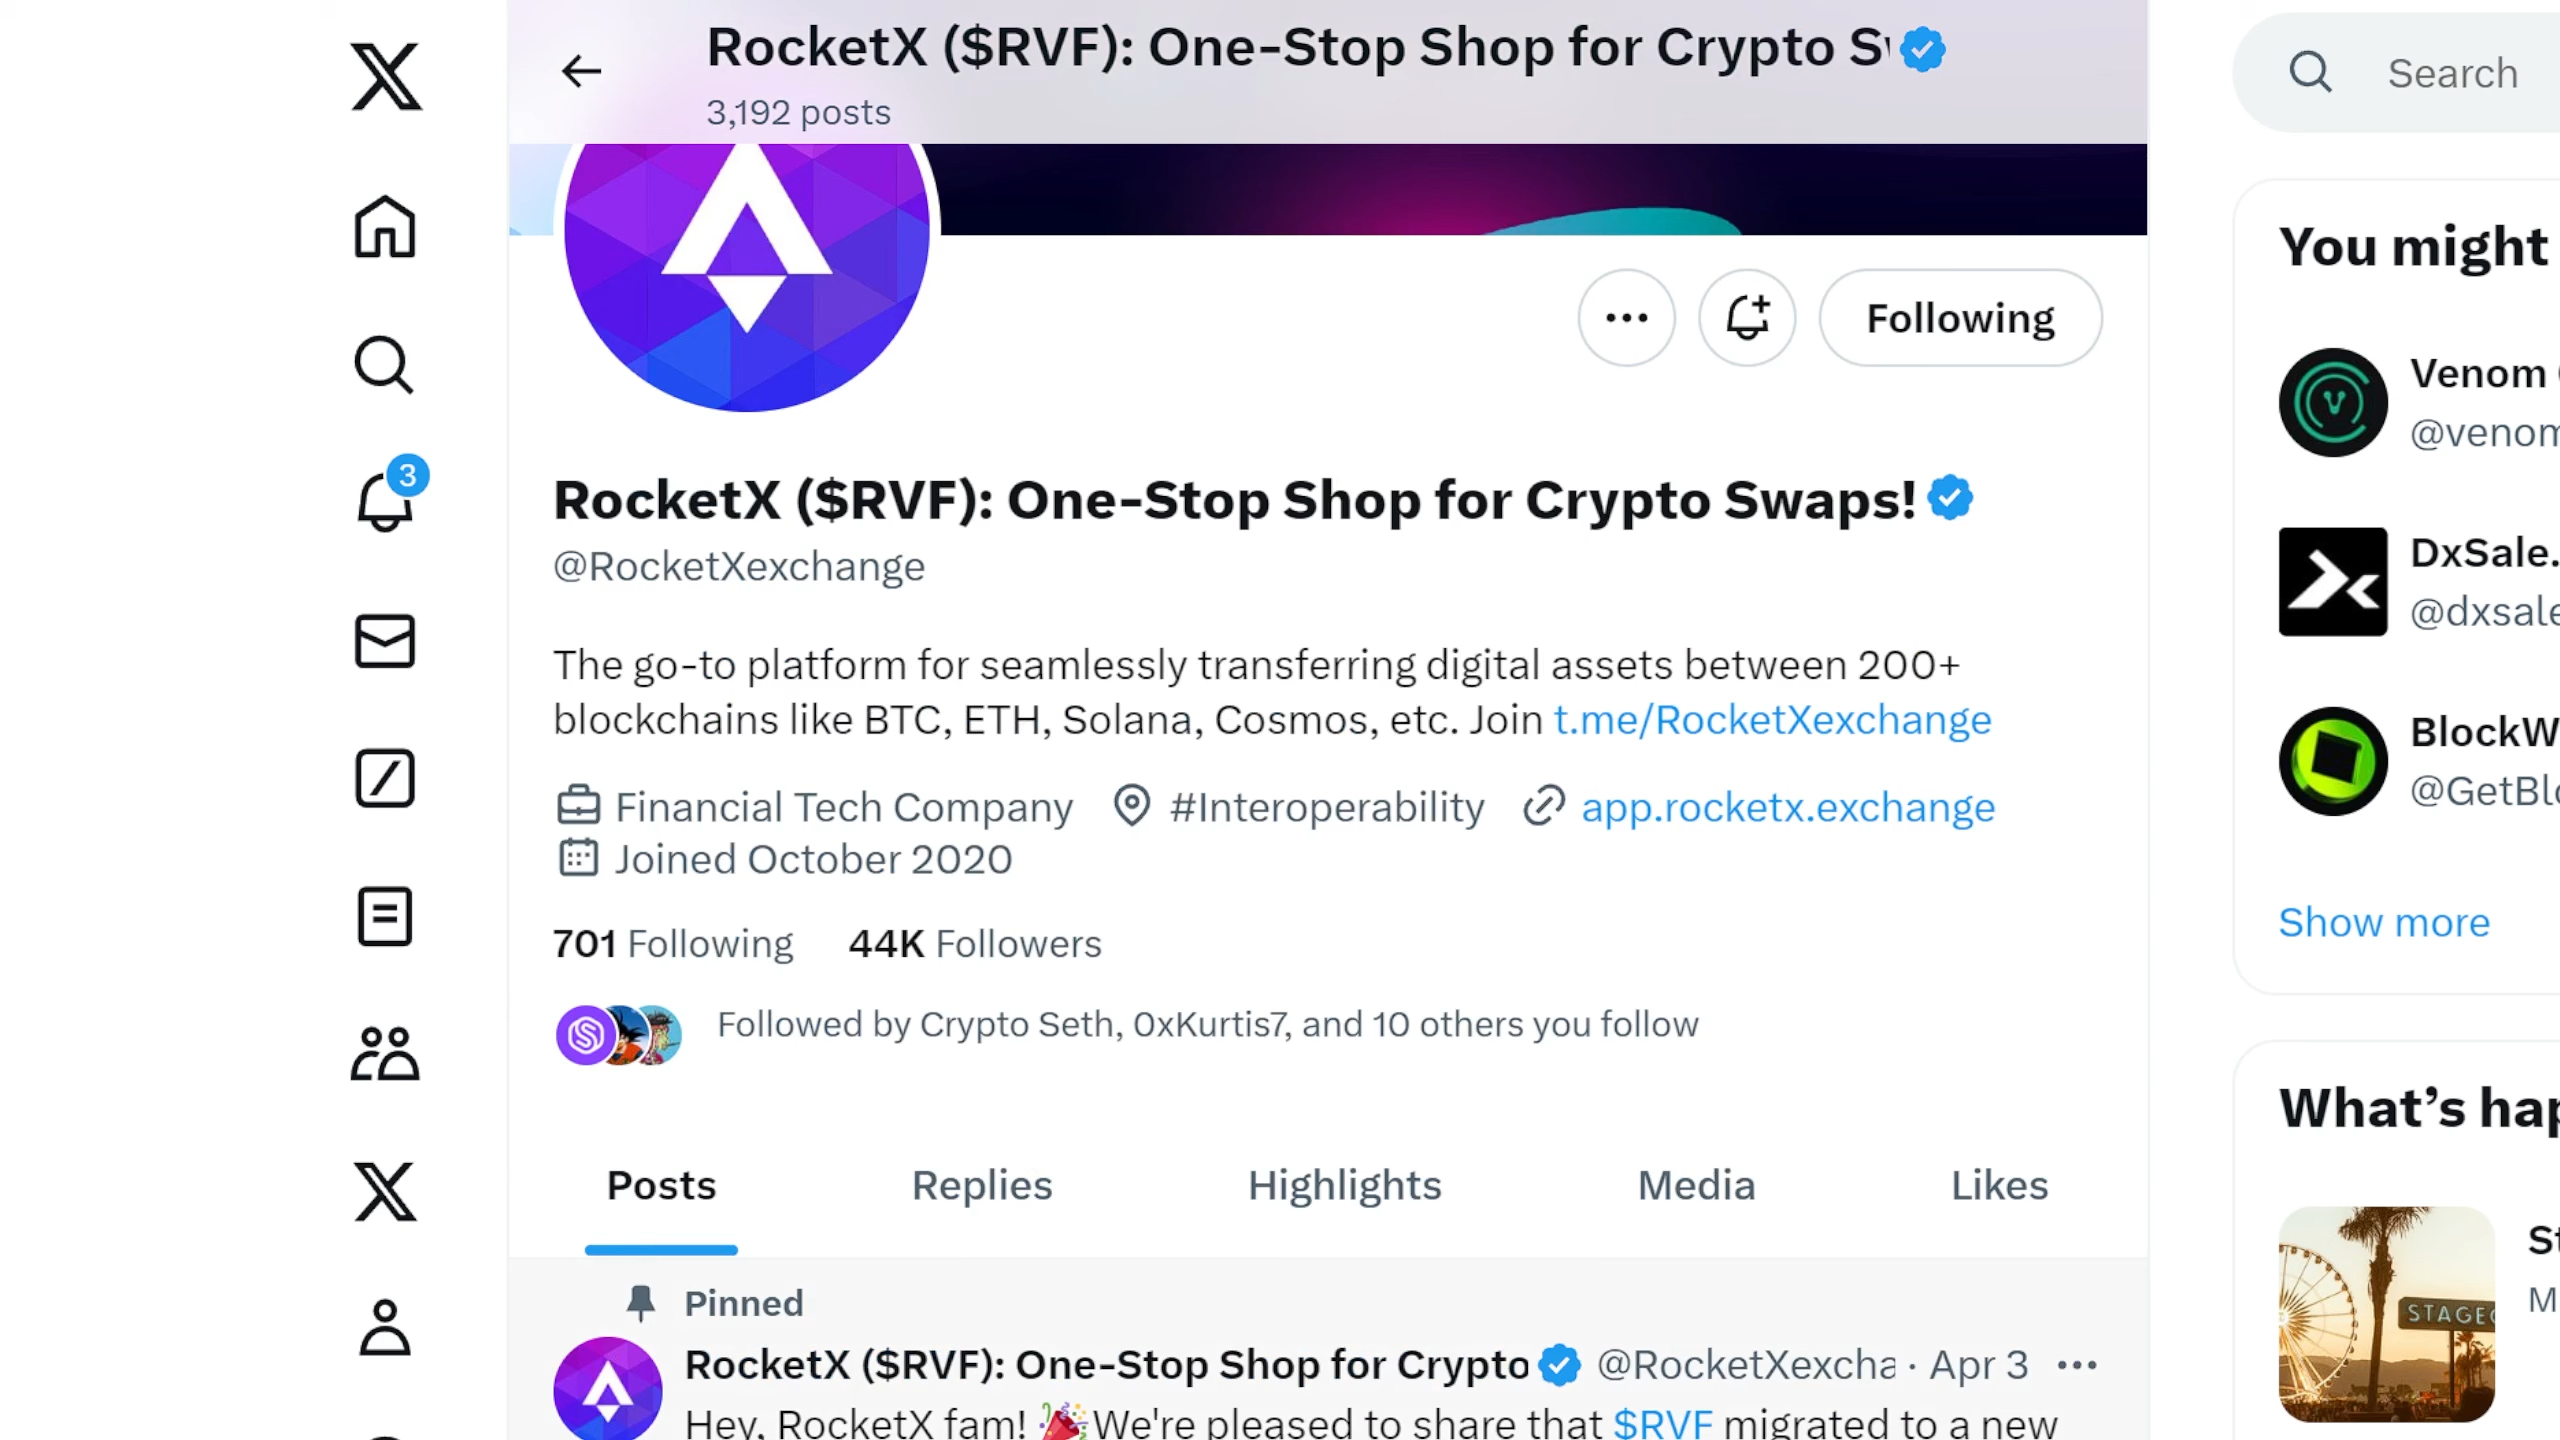 RocketX ($RVF): One-Stop Shop for Crypto
3,192 posts
Search
Following
RocketX ($RVF): One-Stop Shop for Crypto Swaps!
@RocketXexchange
The go-to platform for seamlessly transferring digital assets between 200+
blockchains like BTC, ETH, Solana, Cosmos, etc. Join t.me/RocketXexchange
Financial Tech Company #Interoperability app.rocketx.exchange
Joined October 2020
701 Following 44K Followers
Followed by Crypto Seth, 0xKurtis7, and 10 others you follow
Posts Replies Highlights Media Likes
Pinned
RocketX ($RVF): One-Stop Shop for Crypto @RocketXexcha · Apr 3
Hey, RocketX fam! 🎉We're pleased to share that $RVF migrated to a new
3
You might
Venom
@venom
DxSale.
@dxsale
BlockW
@GetBlo
Show more
What's hap
St
M
STAGEC